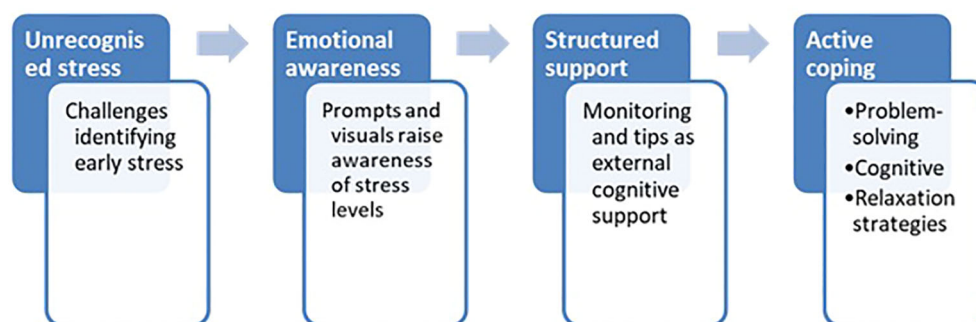 Unrecognis
ed stress
Challenges
identifying
early stress
Emotional
awareness
Prompts and
visuals raise
awareness
of stress
levels
Structured
support
Monitoring
and tips as
external
cognitive
support
Active
coping
•Problem-
solving
•Cognitive
•Relaxation
strategies